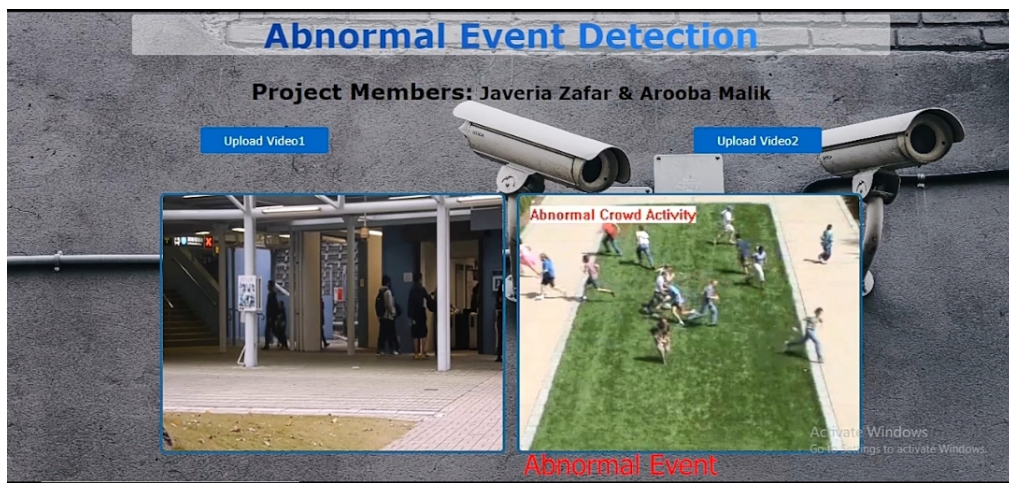 Abnormal Event Detection
Project Members: Javeria Zafar & Arooba Malik
Upload Video1
Upload Video2
Abnormal Crowd Activity
Abnormal Event
Activate Windows
Go to Settings to activate Windows.